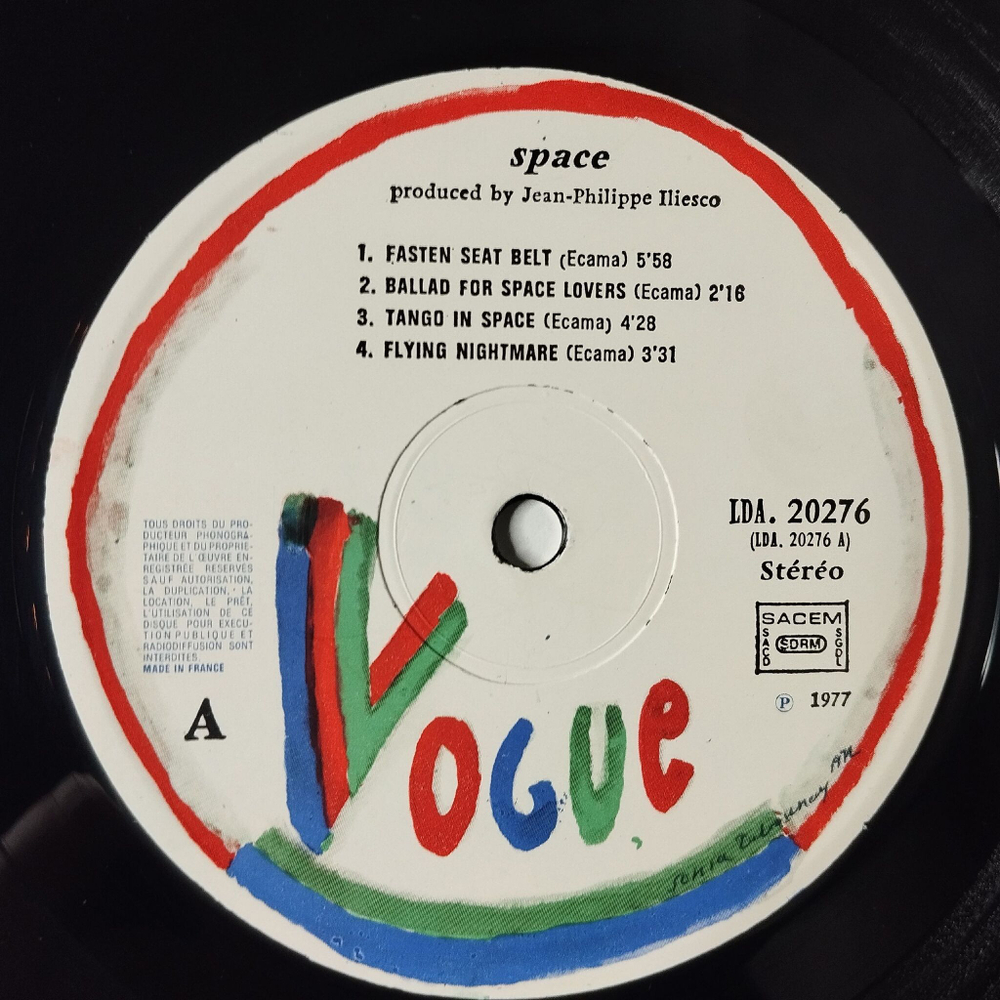 space
produced by Jean-Philippe Iliesco
1. FASTEN SEAT BELT (Ecama) 5'58
2. BALLAD FOR SPACE LOVERS (Ecama) 2'16
3. TANGO IN SPACE (Ecama) 4'28
4. FLYING NIGHTMARE (Ecama) 3'31
TOUS DROITS DU PRO-
DUCTEUR PHONOGRA-
PHIQUE ET DU PROPRIE-
TAIRE DE L'ŒUVRE EN-
REGISTRÉE RESERVÉS
SAUF AUTORISATION,
LA DUPLICATION, LA
LOCATION, LE PRÊT,
L'UTILISATION DE CE
DISQUE POUR EXECU-
TION PUBLIQUE ET
RADIODIFFUSION SONT
INTERDITES.
MADE IN FRANCE
A
LDA. 20276
(LDA. 20276 A)
Stéréo
SACEM
SACD
SDRM
SGDL
Ⓟ 1977
VOGUE
Sonia Delaunay